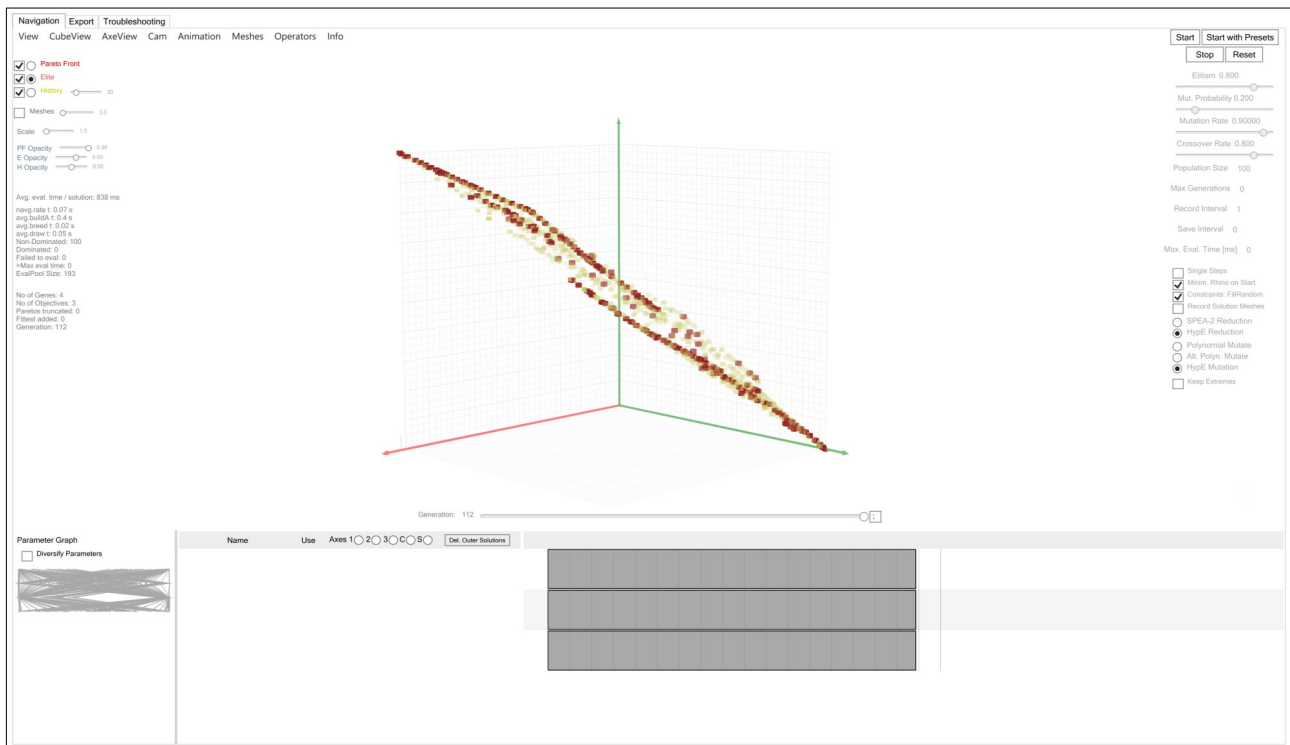 Navigation Export Troubleshooting
View CubeView AxeView Cam Animation Meshes Operators Info
Pareto Front
Elite
History 20
Meshes 3.0
Scale 1.5
PF Opacity 0.90
E Opacity 0.65
H Opacity 0.50
Avg. eval. time / solution: 838 ms
navg.rate t: 0.07 s
avg.buildA t: 0.4 s
avg.breed t: 0.02 s
avg.draw t: 0.05 s
Non-Dominated: 100
Dominated: 0
Failed to eval: 0
>Max eval time: 0
EvalPool Size: 193
No of Genes: 4
No of Objectives: 3
Paretos truncated: 0
Fittest added: 0
Generation: 112
Start Start with Presets
Stop Reset
Elitism 0.800
Mut. Probability 0.200
Mutation Rate 0.90000
Crossover Rate 0.800
Population Size 100
Max Generations 0
Record Interval 1
Save Interval 0
Max. Eval. Time [ms] 0
Single Steps
Minim. Rhino on Start
Constraints: FillRandom
Record Solution Meshes
SPEA-2 Reduction
HypE Reduction
Polynomial Mutate
Alt. Polyn. Mutate
HypE Mutation
Keep Extremes
Generation: 112
Parameter Graph
Diversify Parameters
Name Use Axes 1 2 3 C S Del. Outer Solutions